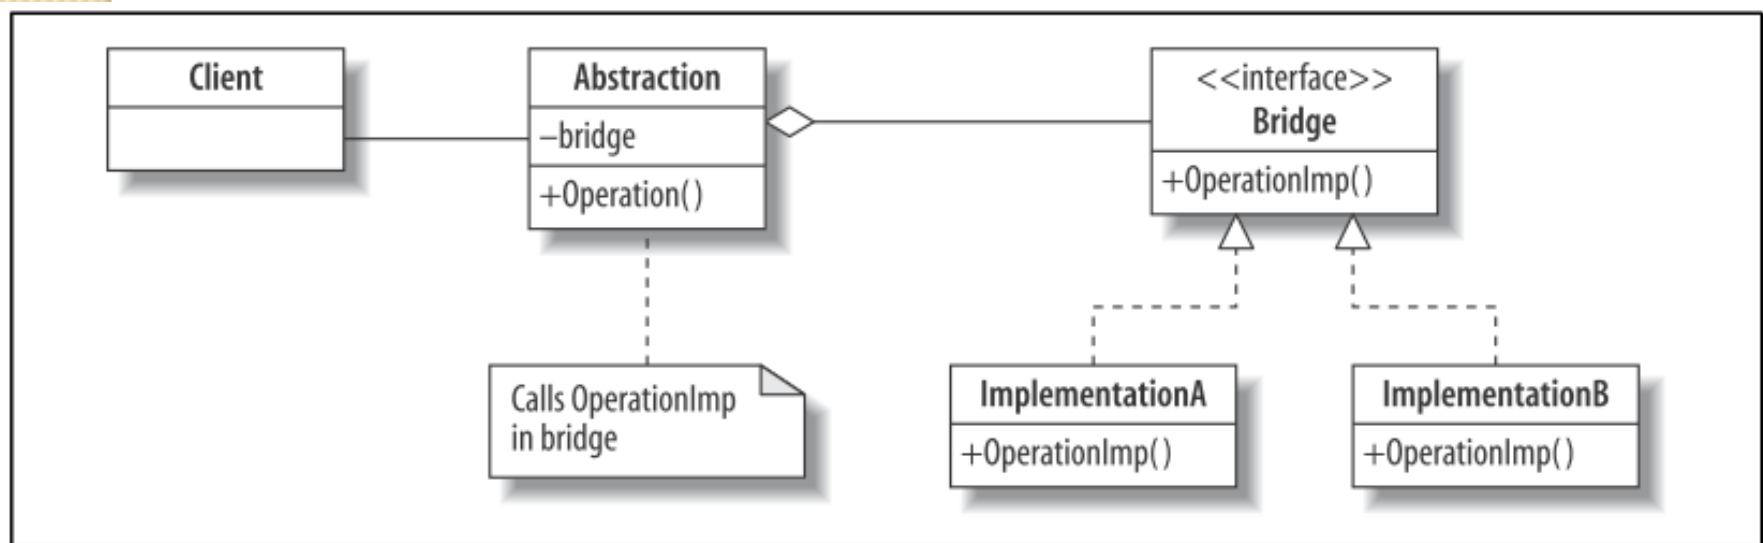 Client
Abstraction
–bridge
+Operation()
<<interface>>
Bridge
+OperationImp()
Calls OperationImp
in bridge
ImplementationA
+OperationImp()
ImplementationB
+OperationImp()